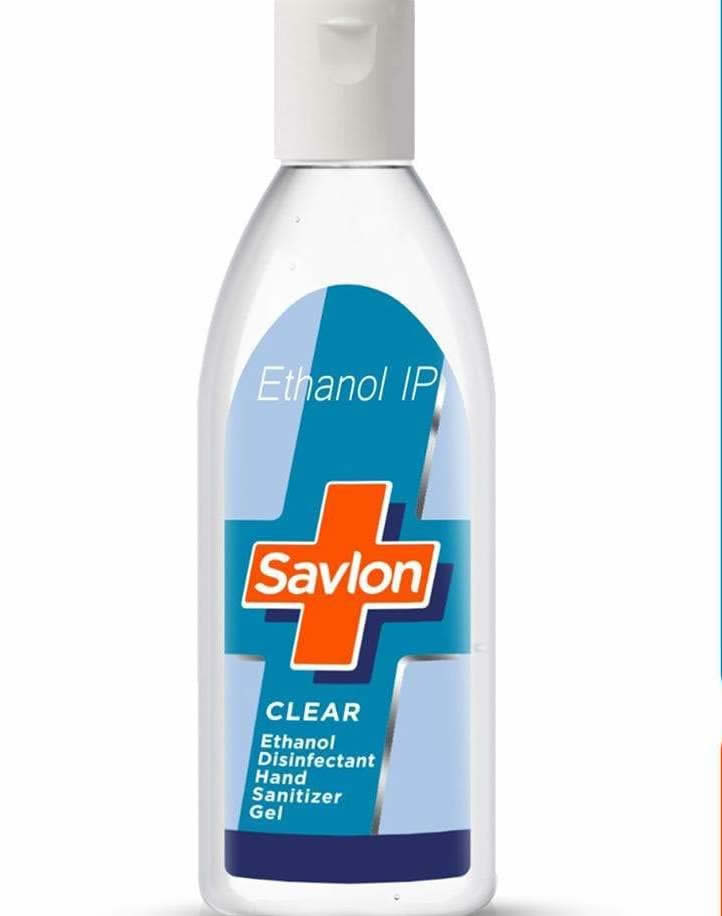 Ethanol IP
Savlon
CLEAR
Ethanol
Disinfectant
Hand
Sanitizer
Gel